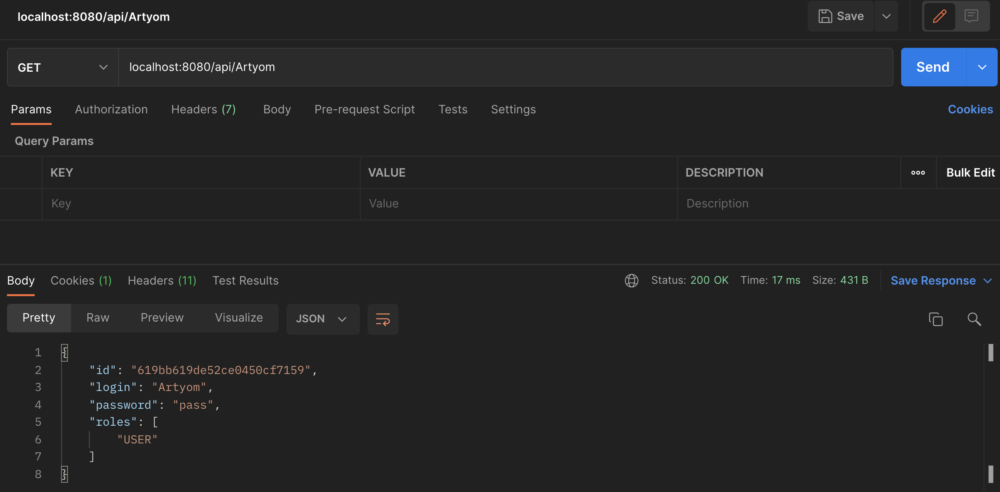 localhost:8080/api/Artyom Save
GET localhost:8080/api/Artyom Send
Params Authorization Headers (7) Body Pre-request Script Tests Settings Cookies
Query Params
KEY VALUE DESCRIPTION Bulk Edit
Key Value Description
Body Cookies (1) Headers (11) Test Results Status: 200 OK Time: 17 ms Size: 431 B Save Response
Pretty Raw Preview Visualize JSON
1 {
2 "id": "619bb619de52ce0450cf7159",
3 "login": "Artyom",
4 "password": "pass",
5 "roles": [
6 "USER"
7 ]
8 }